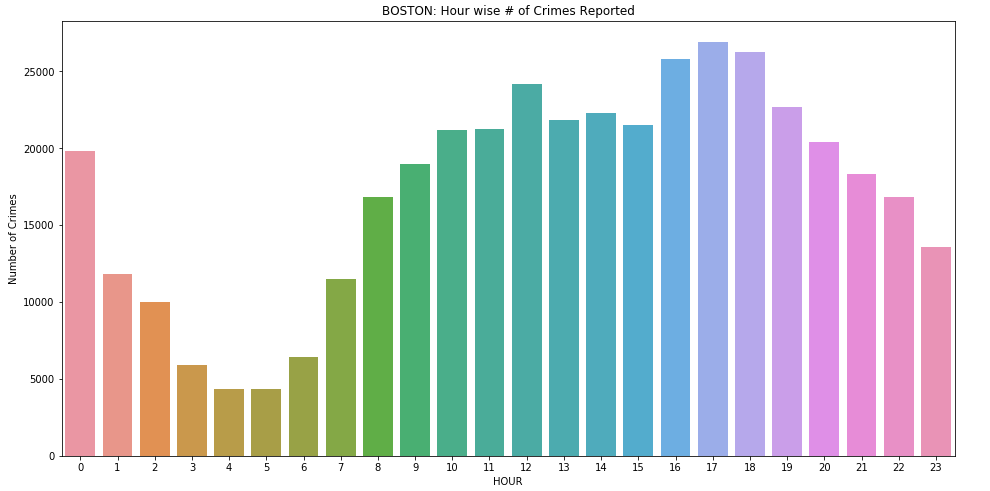 BOSTON: Hour wise # of Crimes Reported
25000
20000
15000
10000
5000
0
Number of Crimes
0 1 2 3 4 5 6 7 8 9 10 11 12 13 14 15 16 17 18 19 20 21 22 23
HOUR